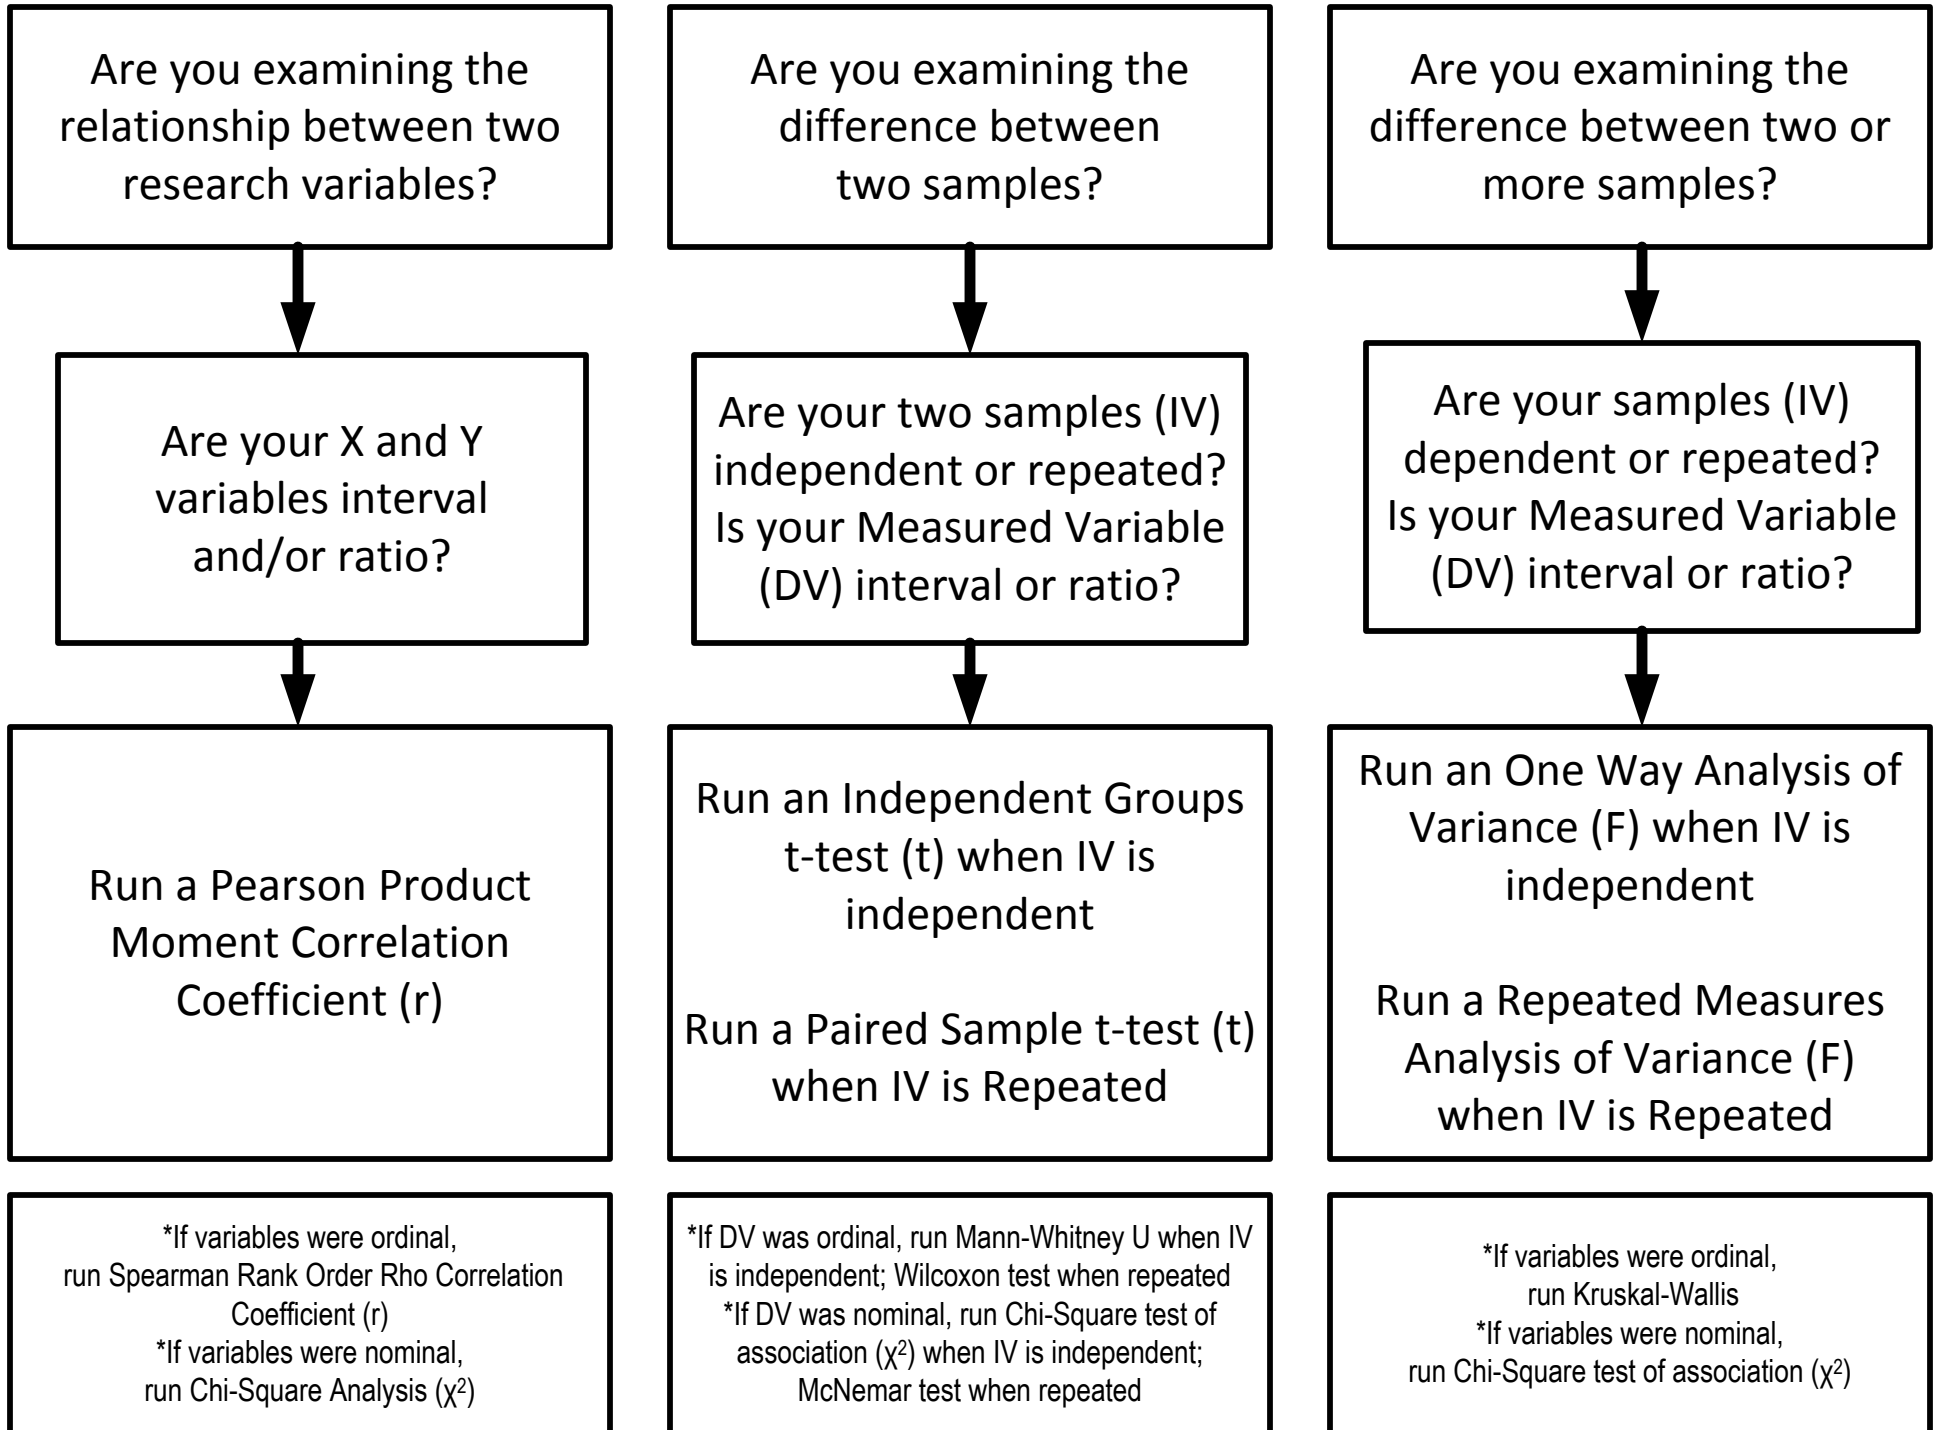 Are you examining the
relationship between two
research variables?
Are your X and Y
variables interval
and/or ratio?
Run a Pearson Product
Moment Correlation
Coefficient (r)
*If variables were ordinal,
run Spearman Rank Order Rho Correlation
Coefficient (r)
*If variables were nominal,
run Chi-Square Analysis (χ²)
Are you examining the
difference between
two samples?
Are your two samples (IV)
independent or repeated?
Is your Measured Variable
(DV) interval or ratio?
Run an Independent Groups
t-test (t) when IV is
independent
Run a Paired Sample t-test (t)
when IV is Repeated
*If DV was ordinal, run Mann-Whitney U when IV
is independent; Wilcoxon test when repeated
*If DV was nominal, run Chi-Square test of
association (χ²) when IV is independent;
McNemar test when repeated
Are you examining the
difference between two or
more samples?
Are your samples (IV)
dependent or repeated?
Is your Measured Variable
(DV) interval or ratio?
Run an One Way Analysis of
Variance (F) when IV is
independent
Run a Repeated Measures
Analysis of Variance (F)
when IV is Repeated
*If variables were ordinal,
run Kruskal-Wallis
*If variables were nominal,
run Chi-Square test of association (χ²)